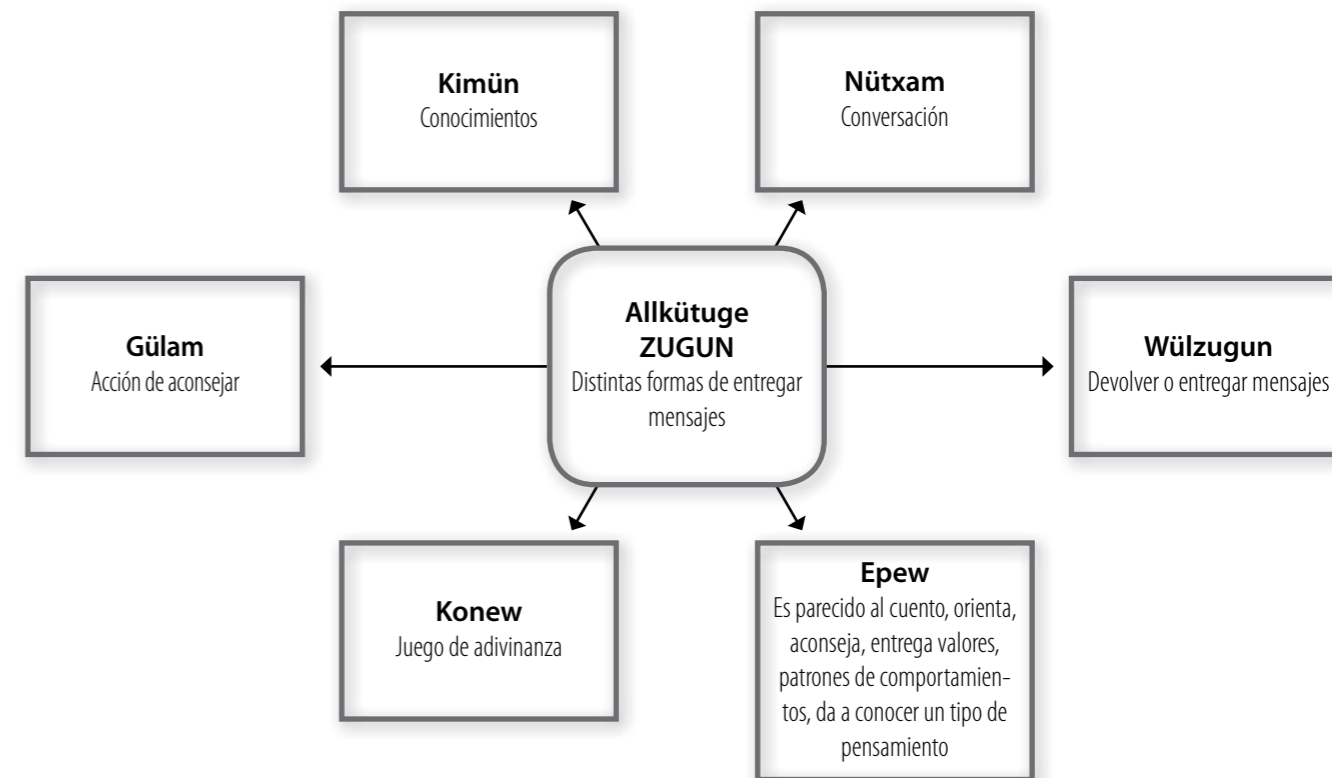 Kimün
Conocimientos
Nütxam
Conversación
Gülam
Acción de aconsejar
Allkütuge
ZUGUN
Distintas formas de entregar
mensajes
Wülzugun
Devolver o entregar mensajes
Konew
Juego de adivinanza
Epew
Es parecido al cuento, orienta,
aconseja, entrega valores,
patrones de comportamien-
tos, da a conocer un tipo de
pensamiento